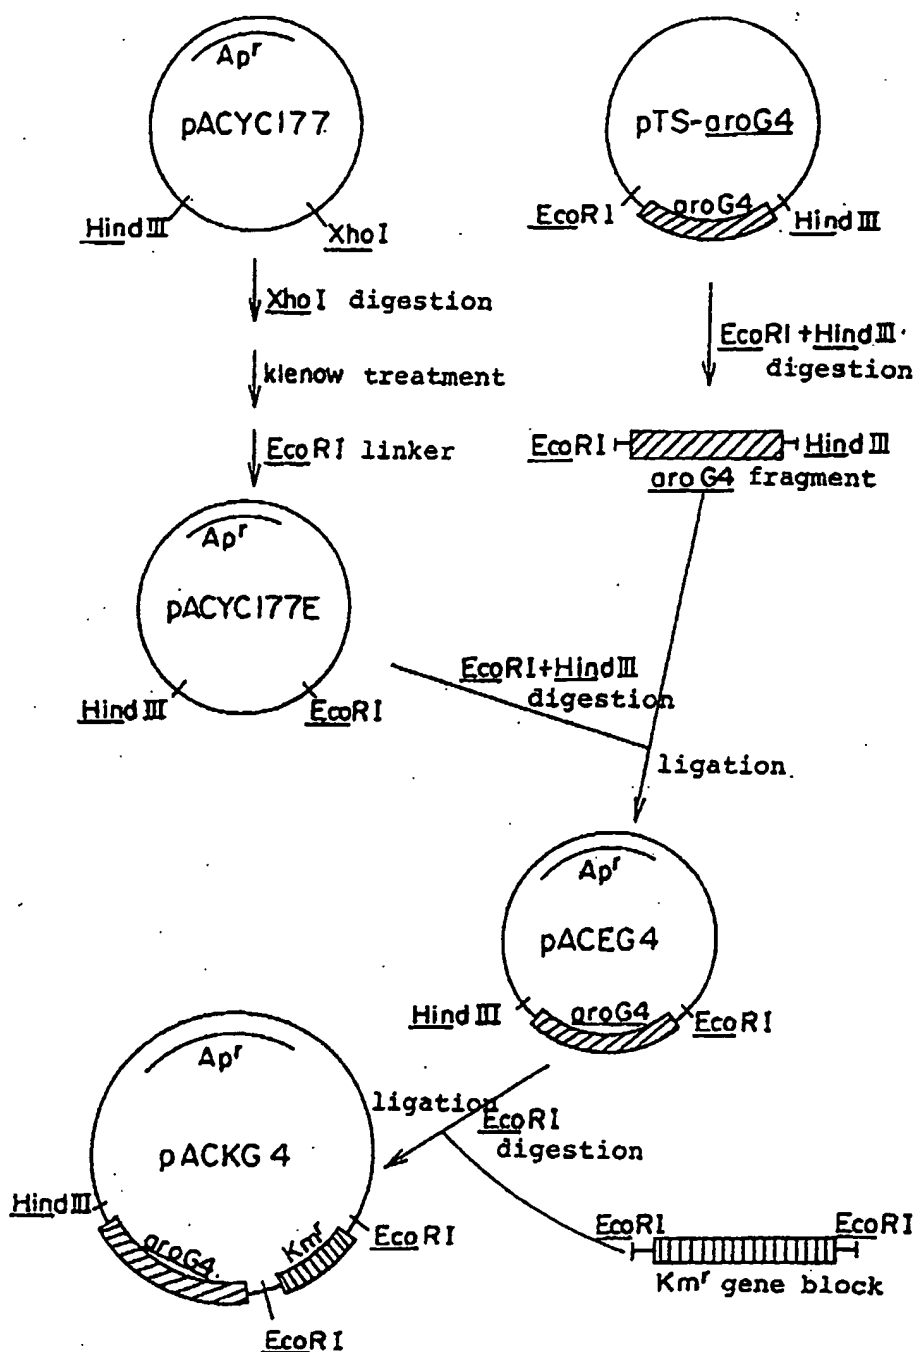 Apʳ
pACYC177
HindIII
XhoI
XhoI digestion
klenow treatment
EcoRI linker
pTS-aroG4
aroG4
EcoRI
HindIII
EcoRI+HindIII
digestion
EcoRI
HindIII
aroG4 fragment
Apʳ
pACYC177E
HindIII
EcoRI
EcoRI+HindIII
digestion
ligation
Apʳ
pACEG4
HindIII
aroG4
EcoRI
ligation
EcoRI
digestion
Apʳ
pACKG4
HindIII
aroG4
Kmʳ
EcoRI
EcoRI
EcoRI
EcoRI
Kmʳ gene block